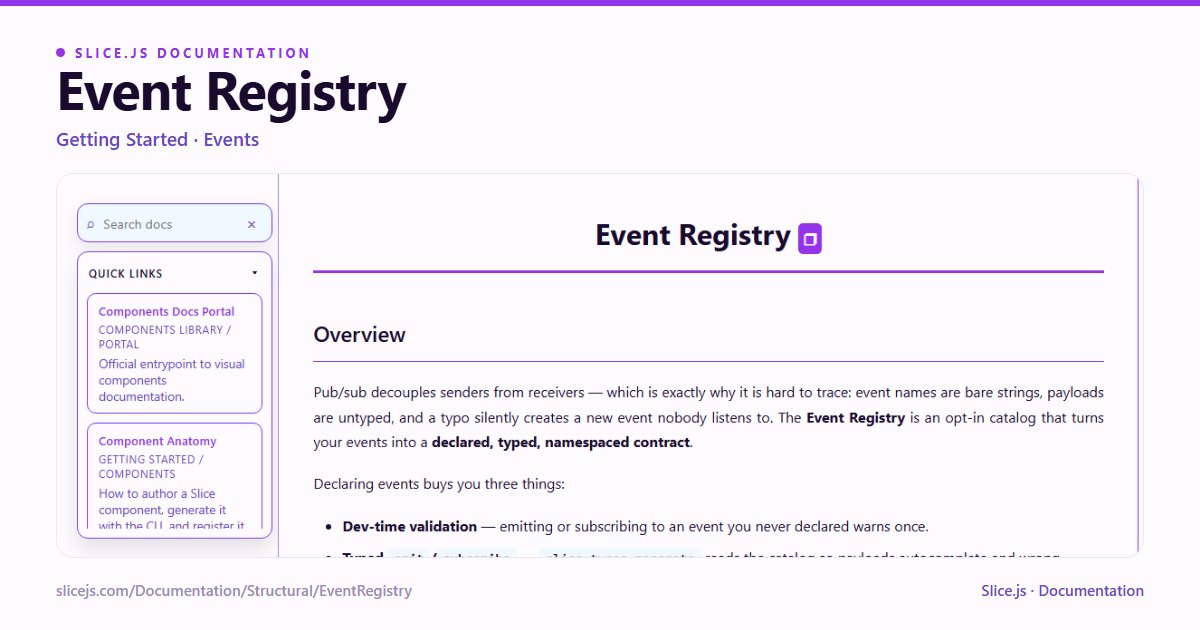 SLICE.JS DOCUMENTATION
Event Registry
Getting Started · Events
Search docs
QUICK LINKS
Components Docs Portal
COMPONENTS LIBRARY /
PORTAL
Official entrypoint to visual
components
documentation.
Component Anatomy
GETTING STARTED /
COMPONENTS
How to author a Slice
component, generate it
with the CLI, and register it
Event Registry
Overview
Pub/sub decouples senders from receivers — which is exactly why it is hard to trace: event names are bare strings, payloads
are untyped, and a typo silently creates a new event nobody listens to. The Event Registry is an opt-in catalog that turns
your events into a declared, typed, namespaced contract.
Declaring events buys you three things:
• Dev-time validation — emitting or subscribing to an event you never declared warns once.
slicejs.com/Documentation/Structural/EventRegistry
Slice.js · Documentation